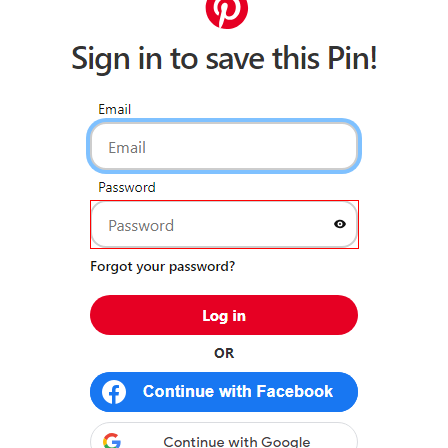 Sign in to save this Pin!
Email
Email
Password
Password
Forgot your password?
Log in
OR
Continue with Facebook
Continue with Google